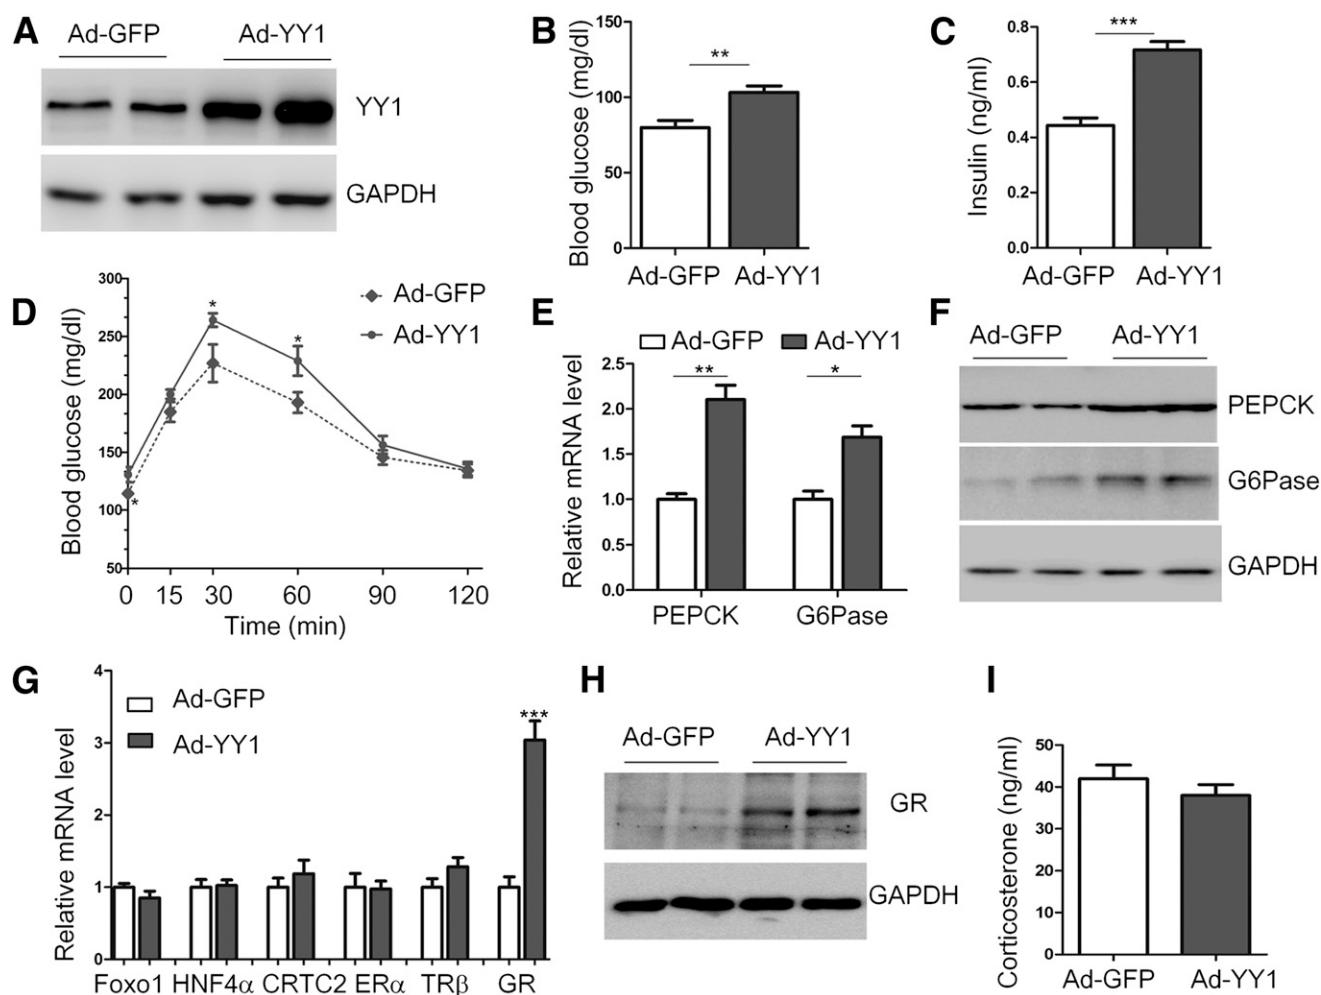 A
Ad-GFP Ad-YY1
YY1
GAPDH
B
Blood glucose (mg/dl)
150
100
50
0
**
Ad-GFP Ad-YY1
C
Insulin (ng/ml)
0.8
0.6
0.4
0.2
0.0
***
Ad-GFP Ad-YY1
D
Blood glucose (mg/dl)
300
250
200
150
100
50
*
*
*
Ad-GFP
Ad-YY1
0 15 30 60 90 120
Time (min)
E
Ad-GFP Ad-YY1
Relative mRNA level
2.5
2.0
1.5
1.0
0.5
0.0
** *
PEPCK G6Pase
F
Ad-GFP Ad-YY1
PEPCK
G6Pase
GAPDH
G
Relative mRNA level
4
3
2
1
0
Ad-GFP
Ad-YY1
***
Foxo1 HNF4α CRTC2 ERα TRβ GR
H
Ad-GFP Ad-YY1
GR
GAPDH
I
Corticosterone (ng/ml)
50
40
30
20
10
0
Ad-GFP Ad-YY1